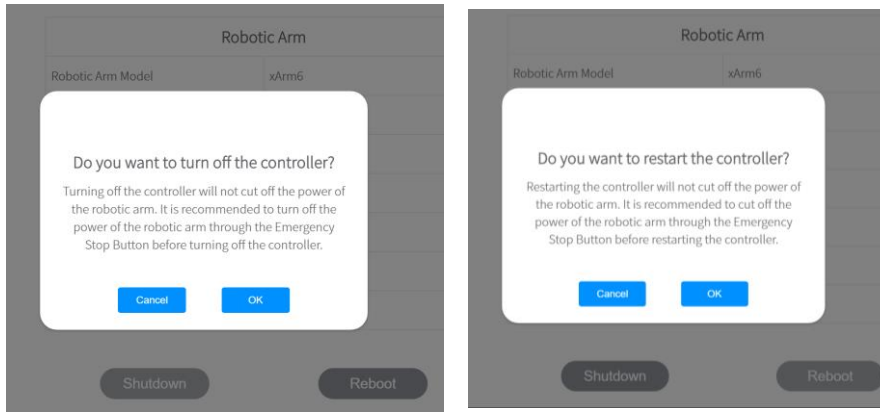 Robotic Arm
Robotic Arm Model xArm6
Do you want to turn off the controller?
Turning off the controller will not cut off the power of
the robotic arm. It is recommended to turn off the
power of the robotic arm through the Emergency
Stop Button before turning off the controller.
Cancel OK
Shutdown Reboot
Robotic Arm
Robotic Arm Model xArm6
Do you want to restart the controller?
Restarting the controller will not cut off the power of
the robotic arm. It is recommended to cut off the
power of the robotic arm through the Emergency
Stop Button before restarting the controller.
Cancel OK
Shutdown Reboot